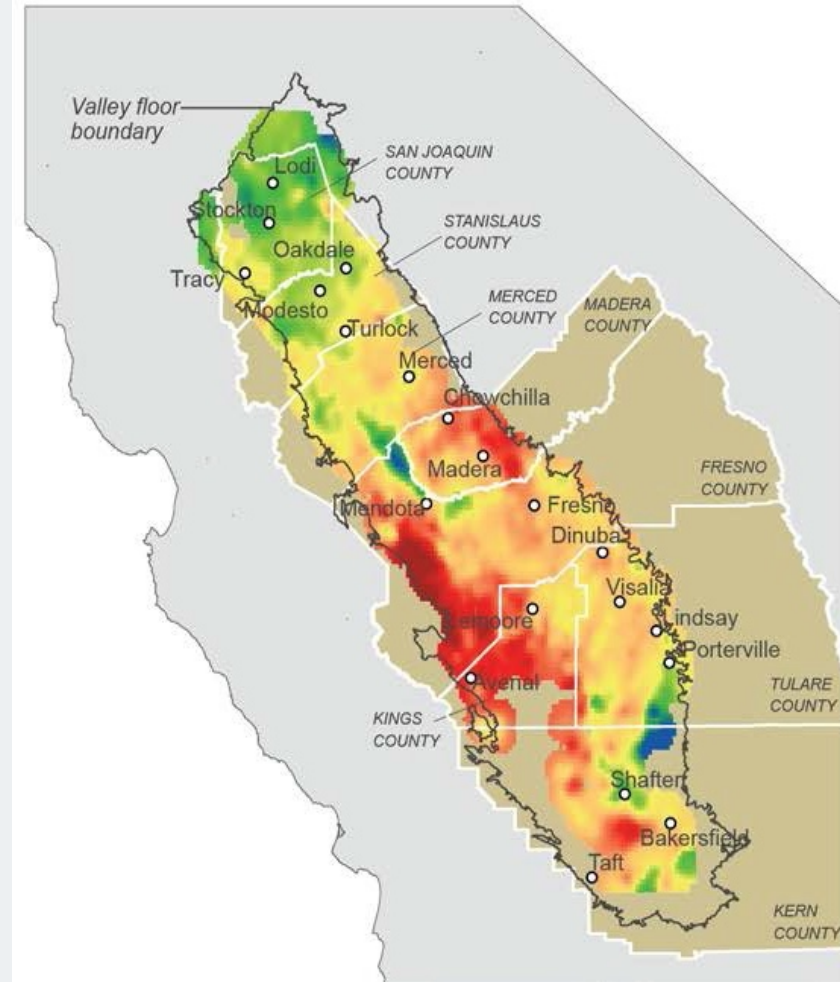 Valley floor
boundary
Lodi
SAN JOAQUIN
COUNTY
Stockton
STANISLAUS
COUNTY
Oakdale
Tracy
MERCED
COUNTY
MADERA
COUNTY
Modesto
Turlock
Merced
Chowchilla
Madera
FRESNO
COUNTY
Mendota
Fresno
Dinuba
Visalia
Lemoore
Lindsay
Porterville
Avenal
TULARE
COUNTY
KINGS
COUNTY
Shafter
Bakersfield
Taft
KERN
COUNTY